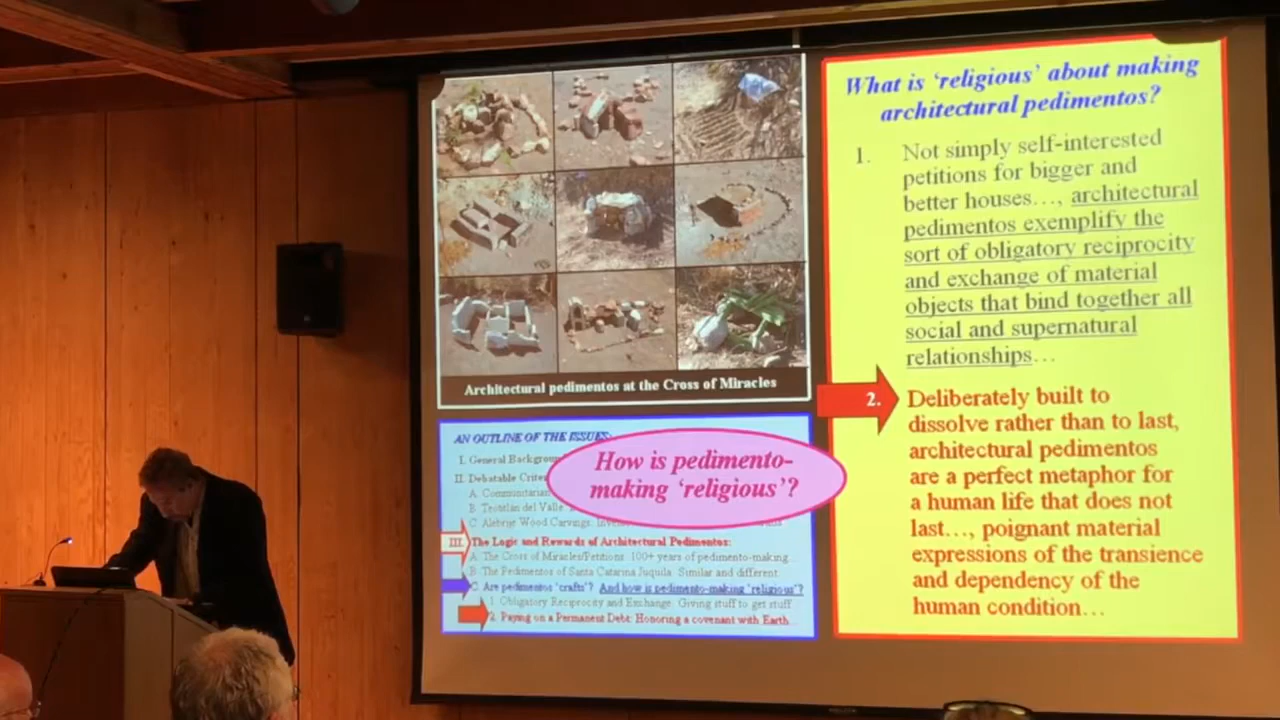 Architectural pedimentos at the Cross of Miracles
AN OUTLINE OF THE ISSUES:
I. General
II. Debatable
A.
B. Teotitlán del Valle
C. Alebrije Wood Carvings:
III. The Logic and Rewards of Architectural Pedimentos:
A. The Cross of Miracles/Petitions: 100+ years of pedimento-making
B. The Pedimentos of Santa Catarina Juquila: Similar and different
C. Are pedimentos 'crafts'? And how is pedimento-making 'religious'?
1. Obligatory Reciprocity and Exchange: Giving stuff to get stuff
2. Paying on a Permanent Debt: Honoring a covenant with Earth
How is pedimento-
making 'religious'?
What is 'religious' about making
architectural pedimentos?
1. Not simply self-interested
petitions for bigger and
better houses…, architectural
pedimentos exemplify the
sort of obligatory reciprocity
and exchange of material
objects that bind together all
social and supernatural
relationships…
2. Deliberately built to
dissolve rather than to last,
architectural pedimentos
are a perfect metaphor for
a human life that does not
last…, poignant material
expressions of the transience
and dependency of the
human condition…